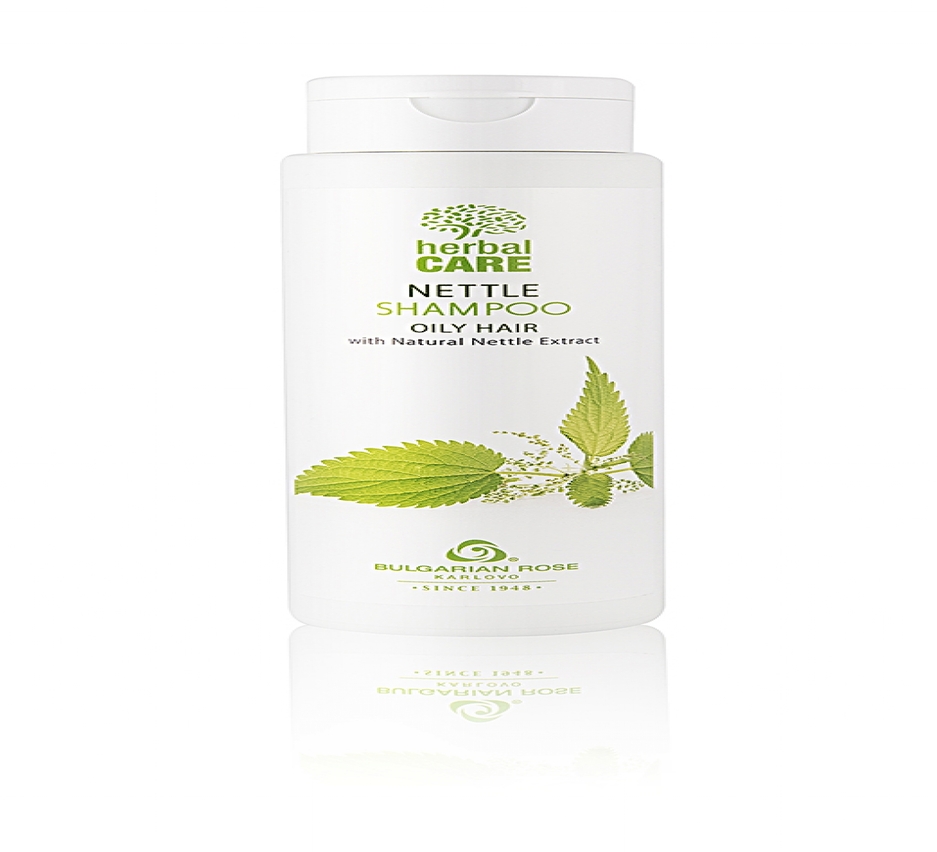 herbal
CARE
NETTLE
SHAMPOO
OILY HAIR
with Natural Nettle Extract
®
BULGARIAN ROSE
KARLOVO
•SINCE 1948•